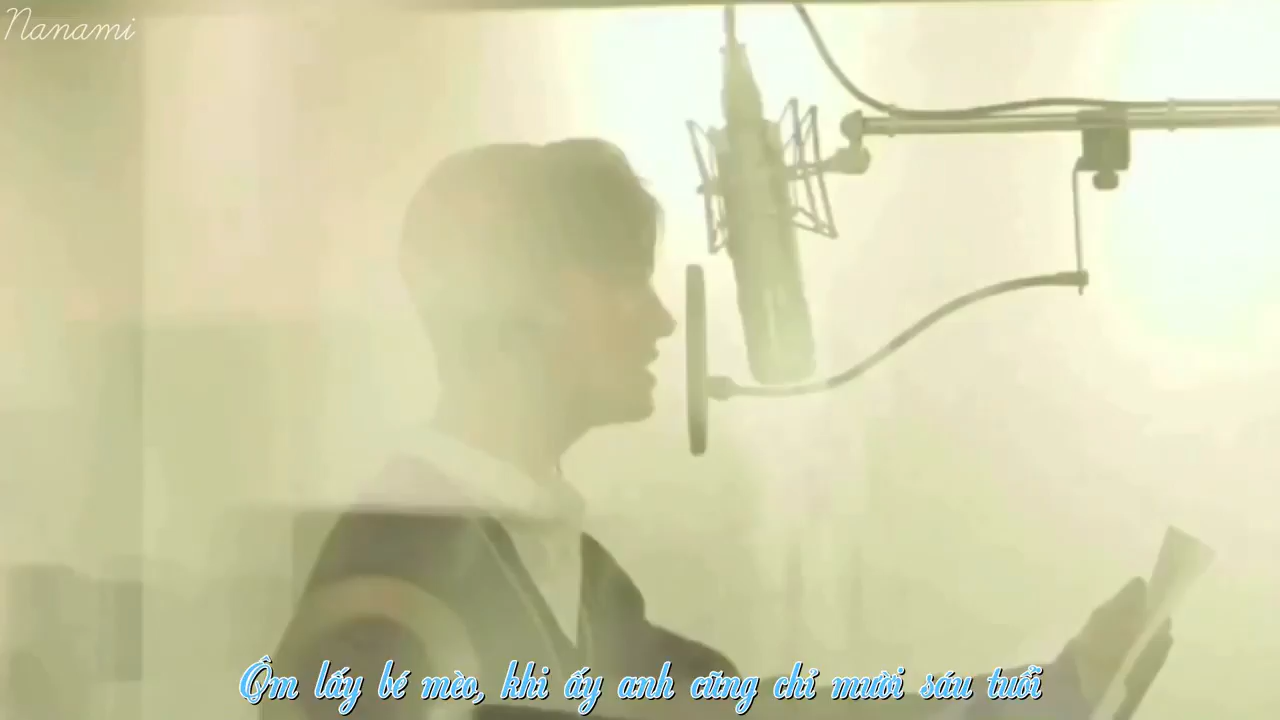 Nanami
Ôm lấy bé mèo, khi ấy anh cũng chỉ mười sáu tuổi